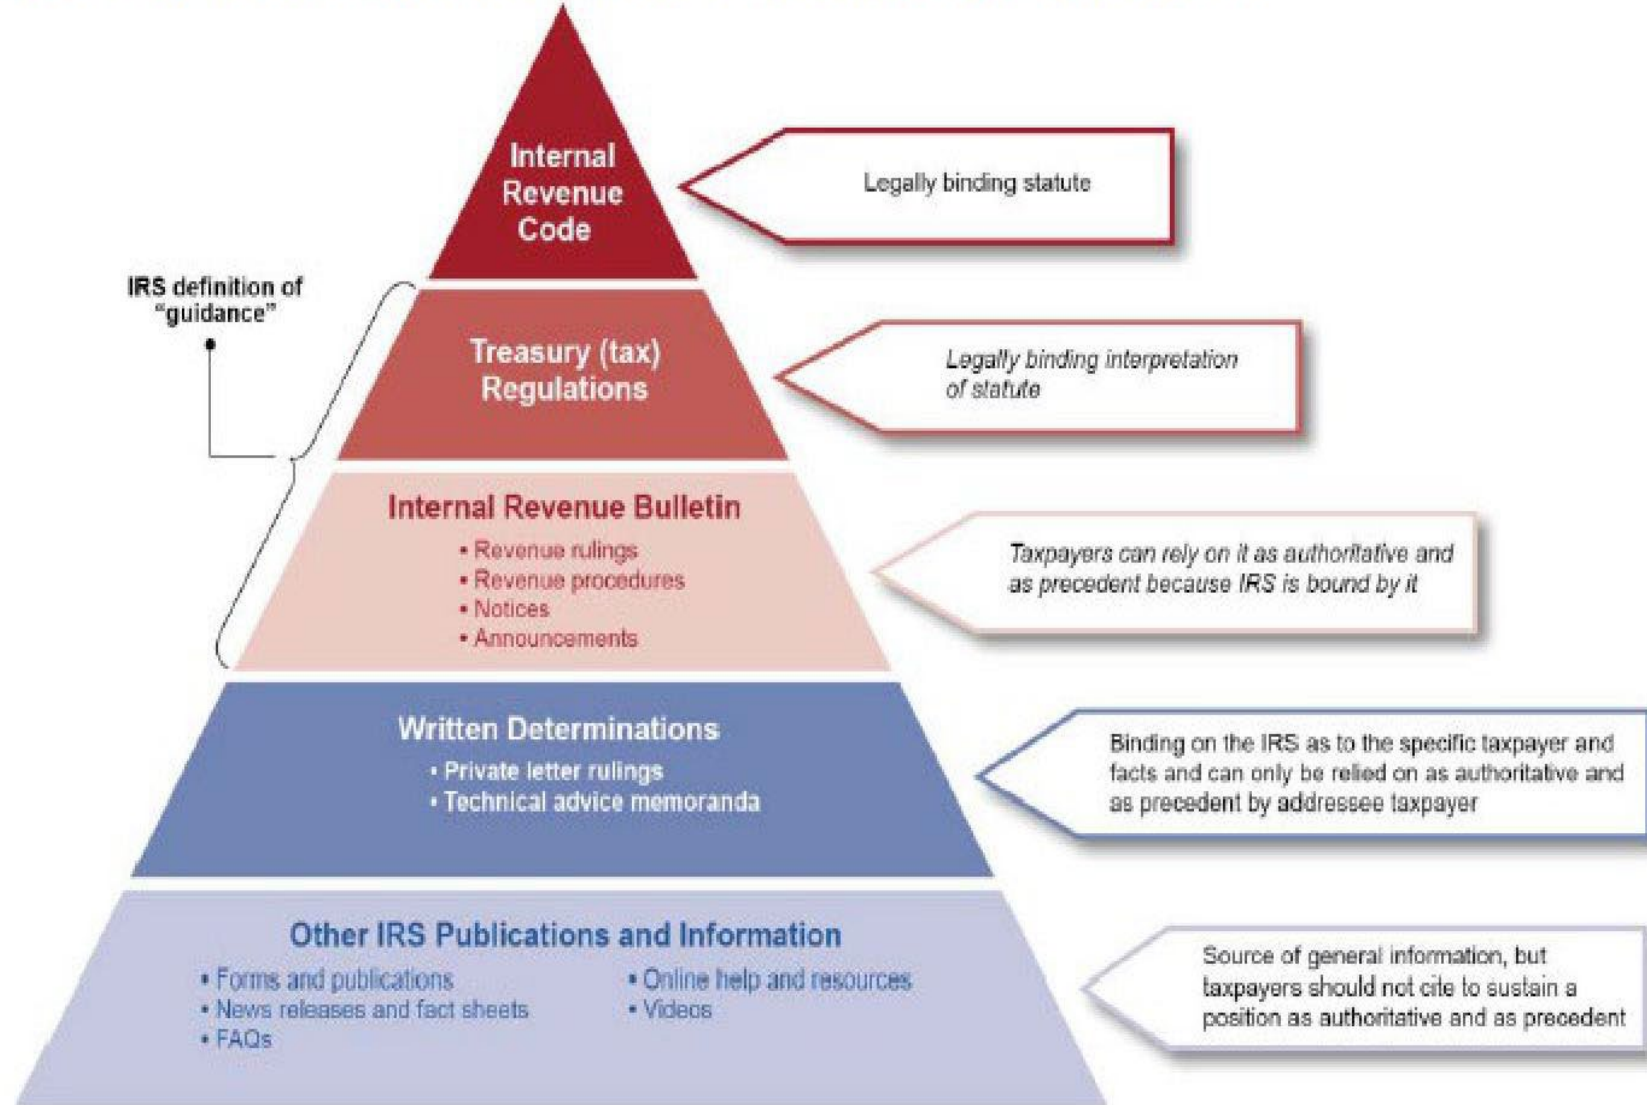 Internal
Revenue
Code
Legally binding statute
IRS definition of
“guidance”
Treasury (tax)
Regulations
Legally binding interpretation
of statute
Internal Revenue Bulletin
• Revenue rulings
• Revenue procedures
• Notices
• Announcements
Taxpayers can rely on it as authoritative and
as precedent because IRS is bound by it
Written Determinations
• Private letter rulings
• Technical advice memoranda
Binding on the IRS as to the specific taxpayer and
facts and can only be relied on as authoritative and
as precedent by addressee taxpayer
Other IRS Publications and Information
• Forms and publications
• News releases and fact sheets
• FAQs
• Online help and resources
• Videos
Source of general information, but
taxpayers should not cite to sustain a
position as authoritative and as precedent